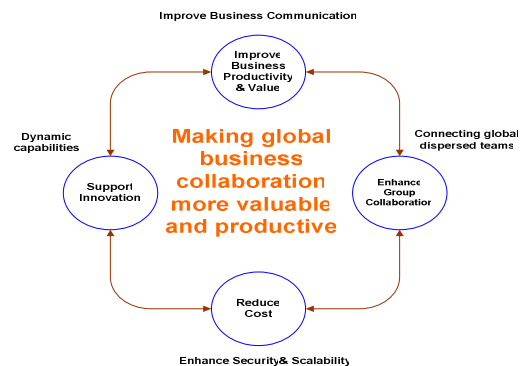 Improve Business Communication
Improve
Business
Productivity
& Value
Dynamic
capabilities
Making global
business
collaboration
more valuable
and productive
Connecting global
dispersed teams
Support
Innovation
Enhance
Group
Collaboration
Reduce
Cost
Enhance Security& Scalability